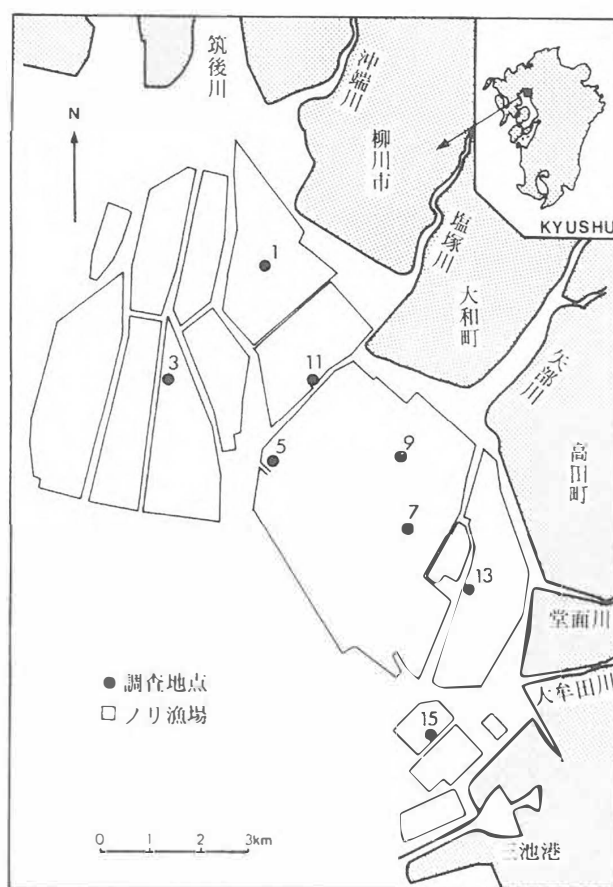 筑後川
沖端川
柳川市
塩塚川
大和町
矢部川
高田町
堂面川
大牟田川
三池港
KYUSHU
N
1
3
11
5
9
7
13
15
● 調査地点
□ ノリ漁場
0 1 2 3km